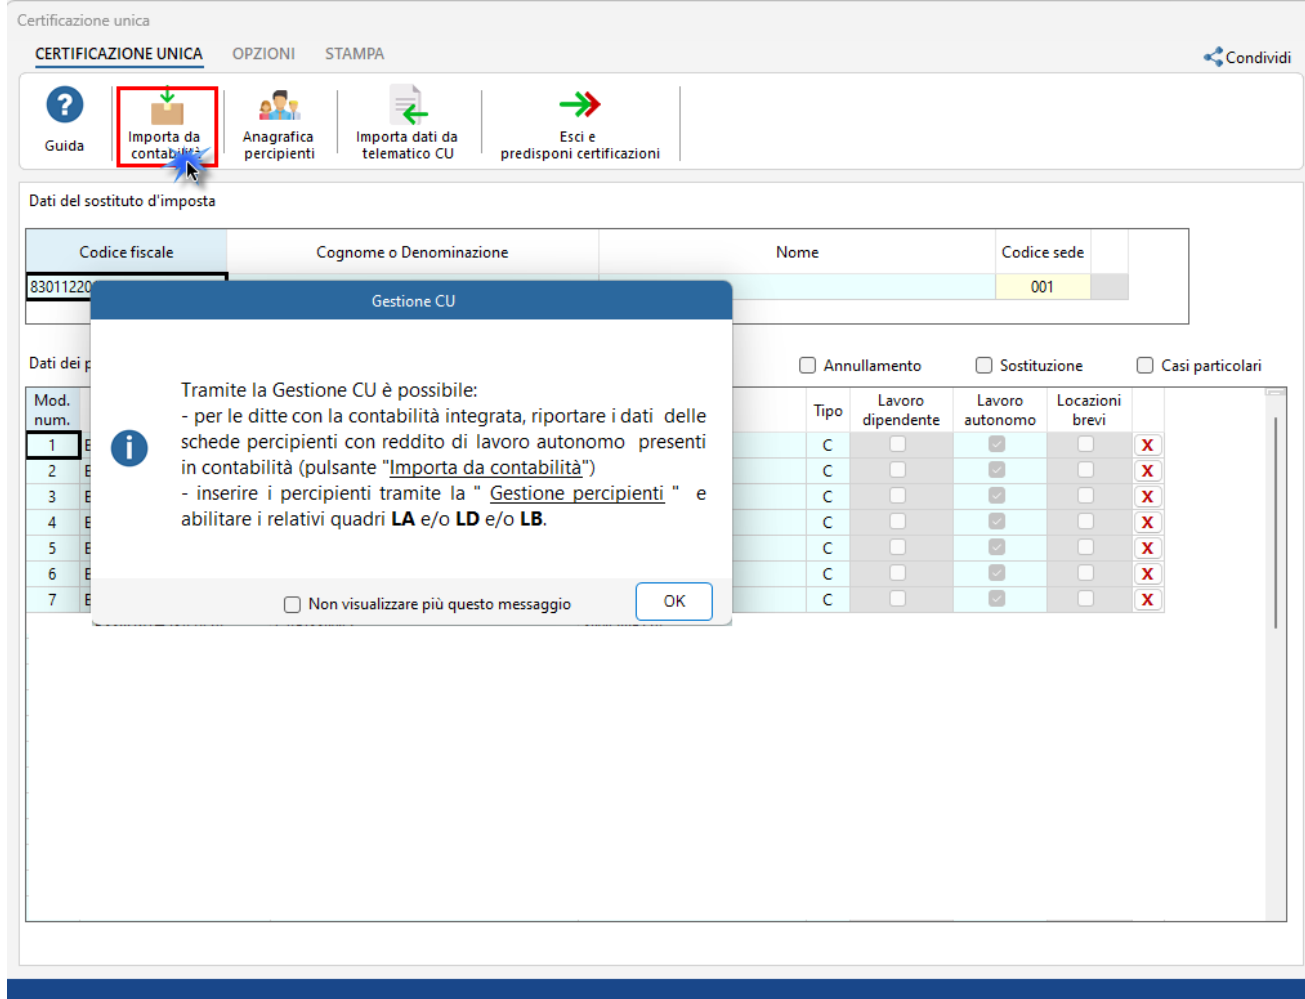 Certificazione unica
CERTIFICAZIONE UNICA OPZIONI STAMPA
Condividi
Guida
Importa da
contabilità
Anagrafica
percipienti
Importa dati da
telematico CU
Esci e
predisponi certificazioni
Dati del sostituto d'imposta
Codice fiscale Cognome o Denominazione Nome Codice sede
001
Gestione CU
Tramite la Gestione CU è possibile:
- per le ditte con la contabilità integrata, riportare i dati delle
schede percipienti con reddito di lavoro autonomo presenti
in contabilità (pulsante "Importa da contabilità")
- inserire i percipienti tramite la " Gestione percipienti " e
abilitare i relativi quadri LA e/o LD e/o LB.
Non visualizzare più questo messaggio
OK
Dati dei
Annullamento Sostituzione Casi particolari
Mod.
num.
Tipo
Lavoro
dipendente
Lavoro
autonomo
Locazioni
brevi
1 C X
2 C X
3 C X
4 C X
5 C X
6 C X
7 C X